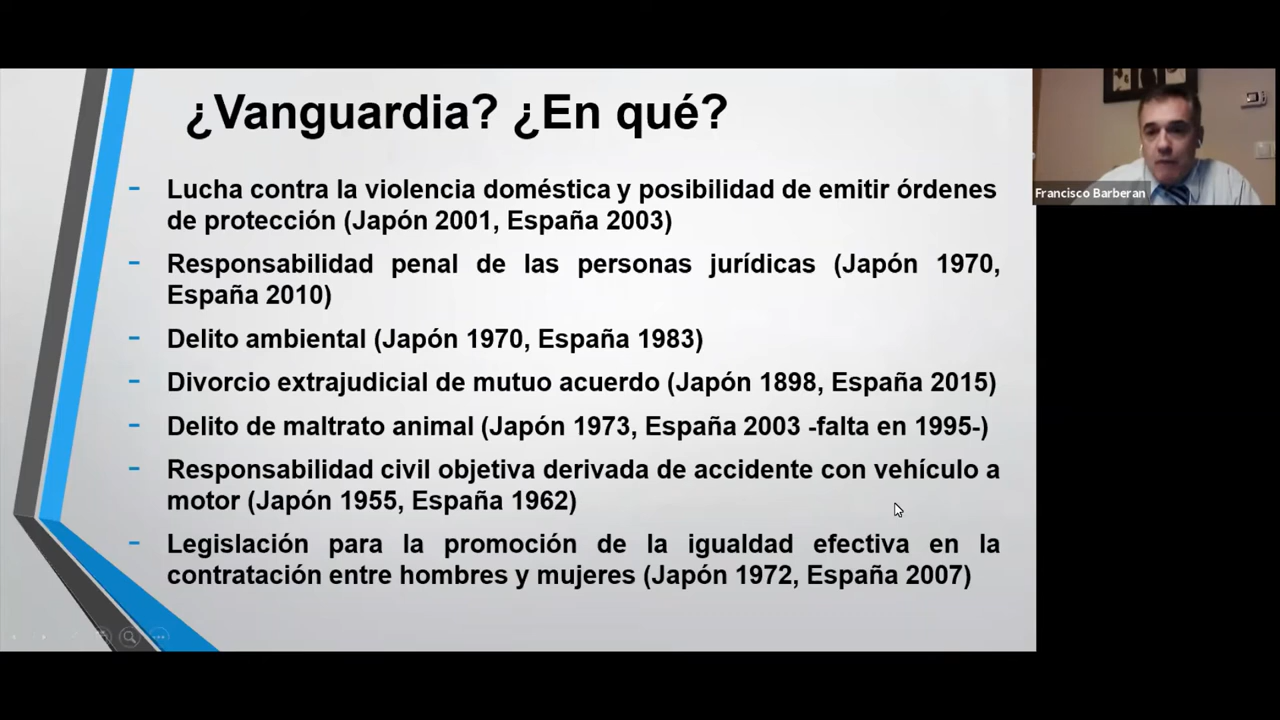 ¿Vanguardia? ¿En qué?
- Lucha contra la violencia doméstica y posibilidad de emitir órdenes
de protección (Japón 2001, España 2003)
- Responsabilidad penal de las personas jurídicas (Japón 1970,
España 2010)
- Delito ambiental (Japón 1970, España 1983)
- Divorcio extrajudicial de mutuo acuerdo (Japón 1898, España 2015)
- Delito de maltrato animal (Japón 1973, España 2003 -falta en 1995-)
- Responsabilidad civil objetiva derivada de accidente con vehículo a
motor (Japón 1955, España 1962)
- Legislación para la promoción de la igualdad efectiva en la
contratación entre hombres y mujeres (Japón 1972, España 2007)
Francisco Barberan